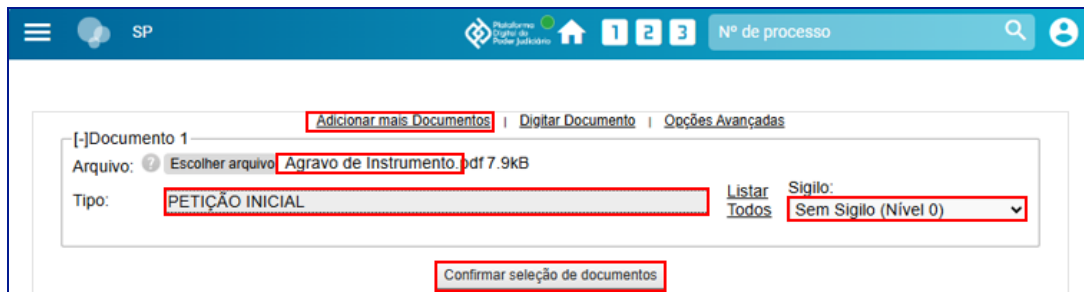 SP
Plataforma Digital do Poder Judiciário
1 2 3
Nº de processo
Adicionar mais Documentos | Digitar Documento | Opções Avançadas
[-]Documento 1
Arquivo: ? Escolher arquivo Agravo de Instrumento.pdf 7.9kB
Tipo: PETIÇÃO INICIAL Listar Todos Sigilo: Sem Sigilo (Nível 0)
Confirmar seleção de documentos